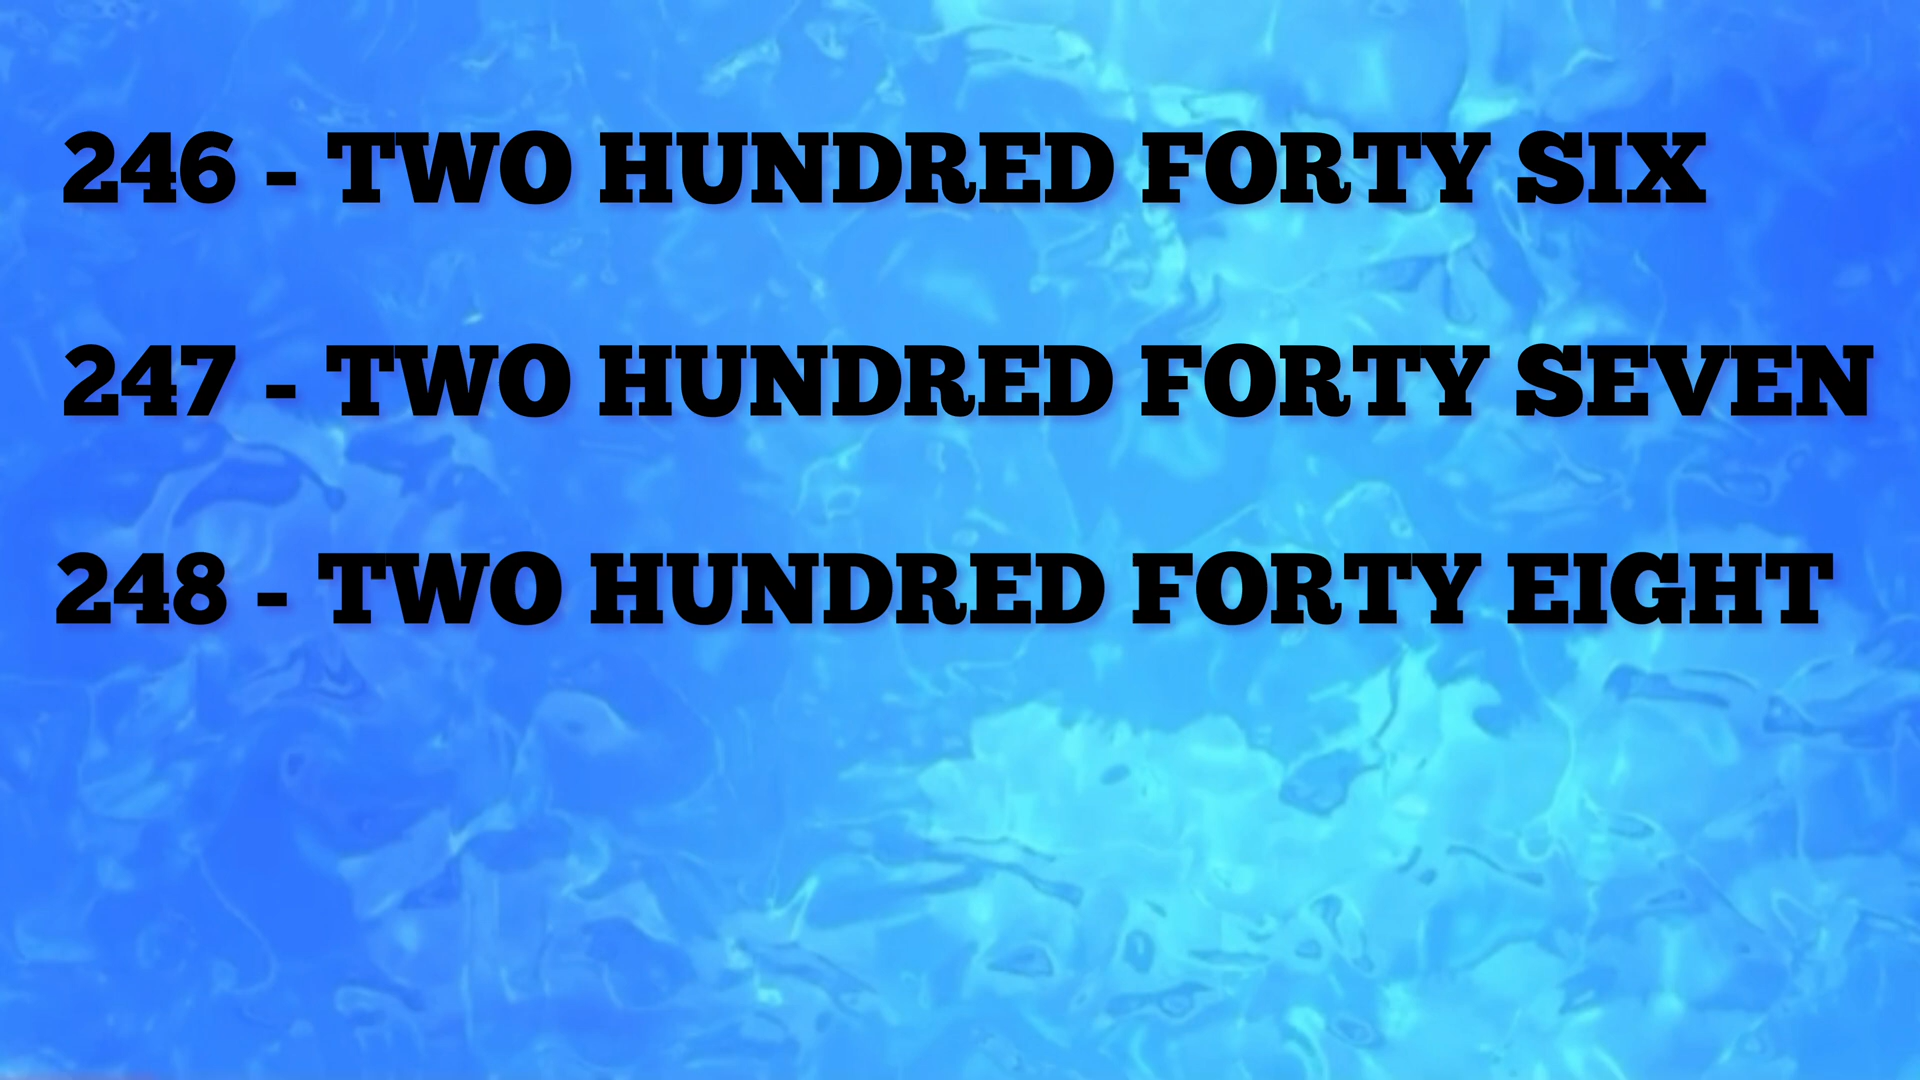 246 - TWO HUNDRED FORTY SIX
247 - TWO HUNDRED FORTY SEVEN
248 - TWO HUNDRED FORTY EIGHT